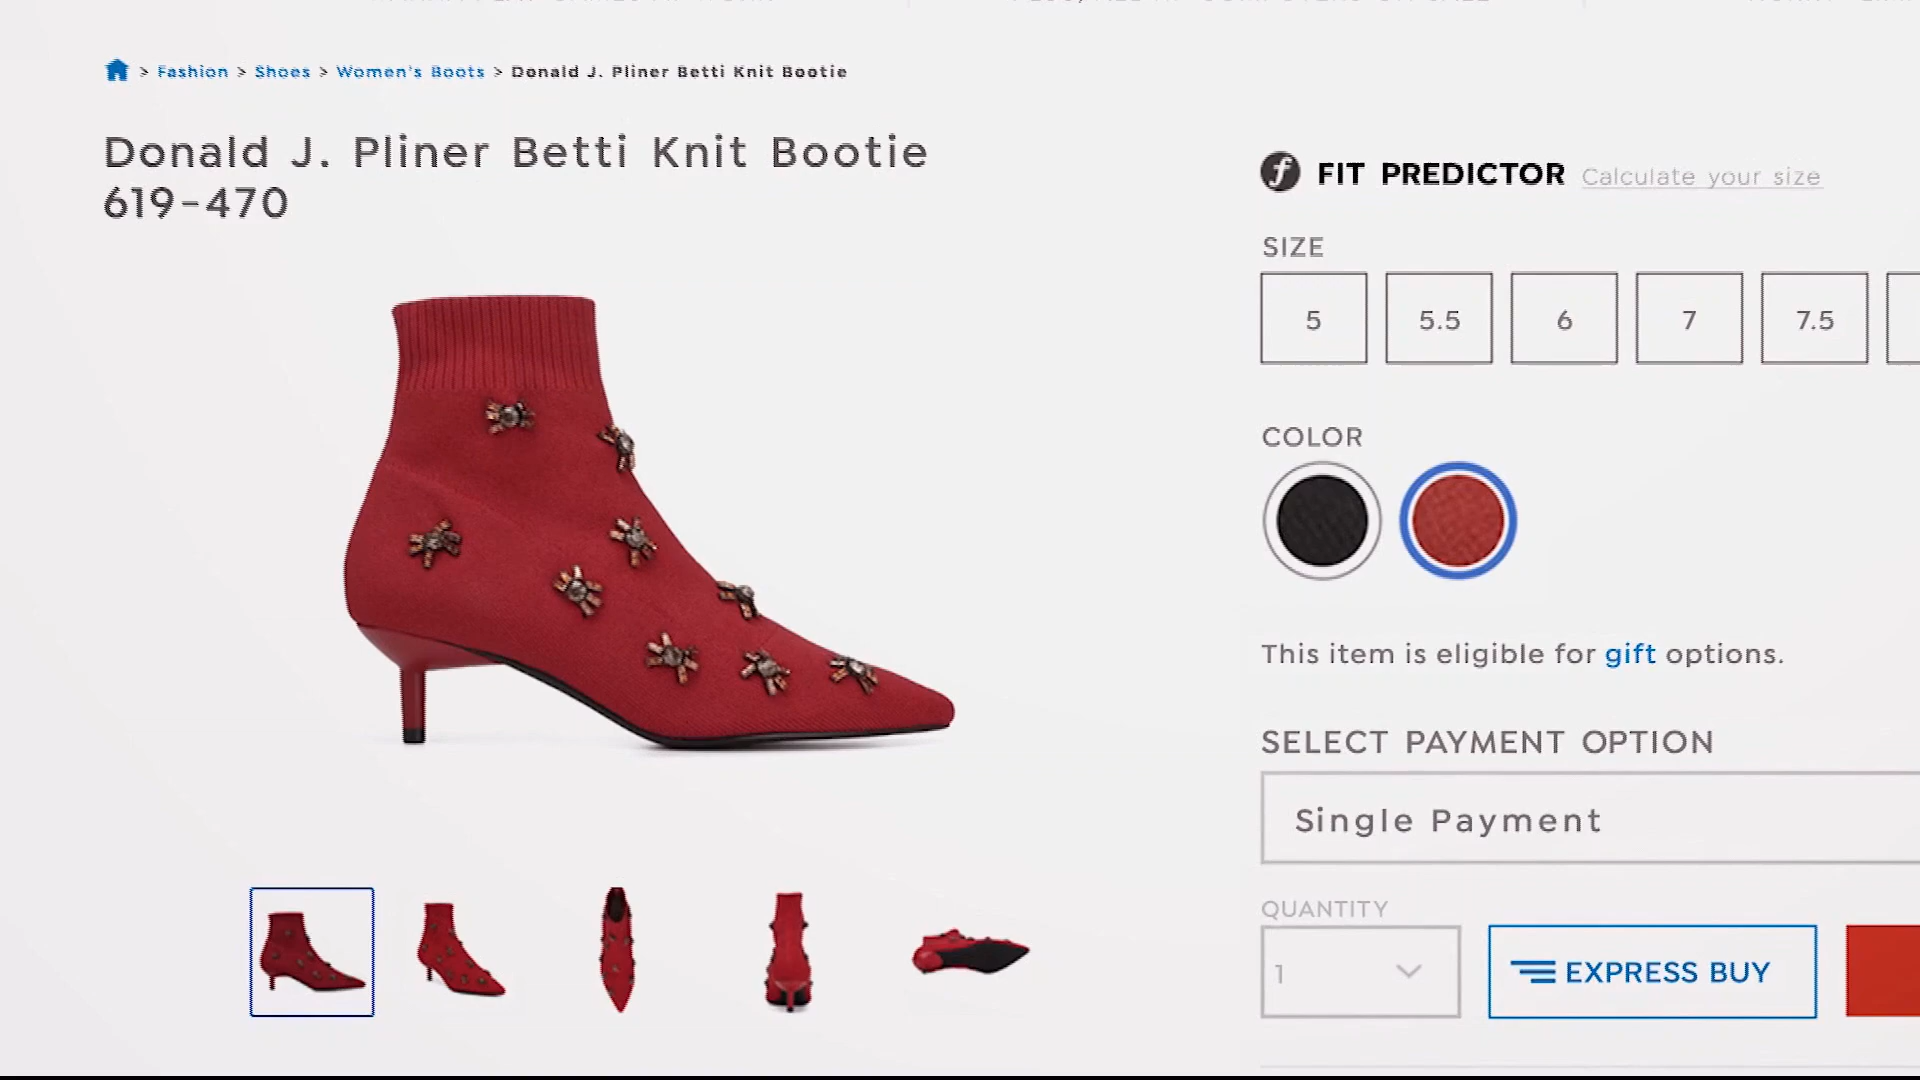 > Fashion > Shoes > Women's Boots > Donald J. Pliner Betti Knit Bootie
Donald J. Pliner Betti Knit Bootie
619-470
f FIT PREDICTOR Calculate your size
SIZE
5 5.5 6 7 7.5
COLOR
This item is eligible for gift options.
SELECT PAYMENT OPTION
Single Payment
QUANTITY
1
EXPRESS BUY